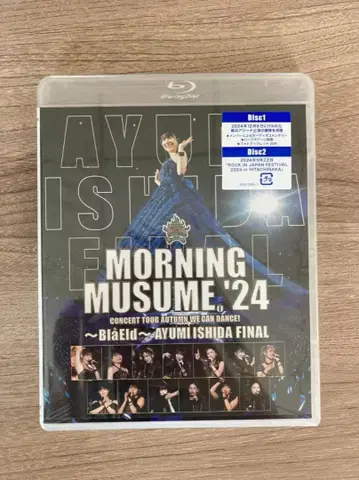 Blu-ray Disc
AYUMI
ISHIDA
FINAL
Disc1
Disc2
2024年9月22日
"ROCK IN JAPAN FESTIVAL
2024 in HITACHINAKA"
MORNING
MUSUME。'24
CONCERT TOUR AUTUMN WE CAN DANCE!
～BláEld～ AYUMI ISHIDA FINAL